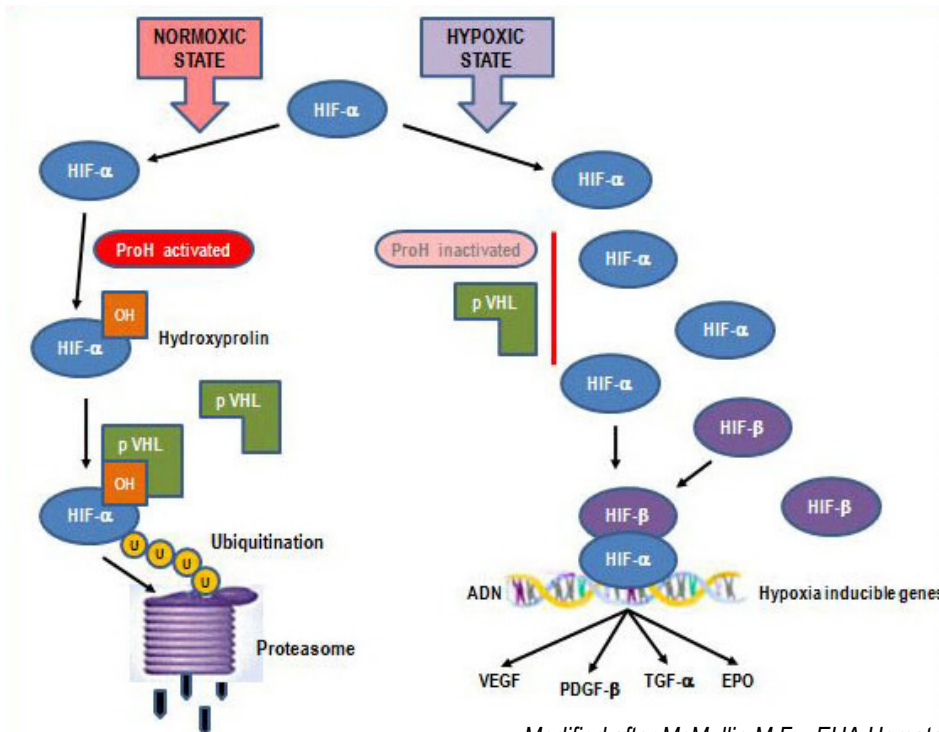 NORMOXIC
STATE
HYPOXIC
STATE
HIF-α
HIF-α
HIF-α
ProH activated
ProH inactivated
HIF-α
p VHL
OH
HIF-α
Hydroxyprolin
HIF-α
HIF-α
p VHL
HIF-β
p VHL
OH
HIF-α
HIF-β
HIF-β
U U U U
Ubiquitination
HIF-α
ADN
Hypoxia inducible genes
Proteasome
VEGF
PDGF-β
TGF-α
EPO